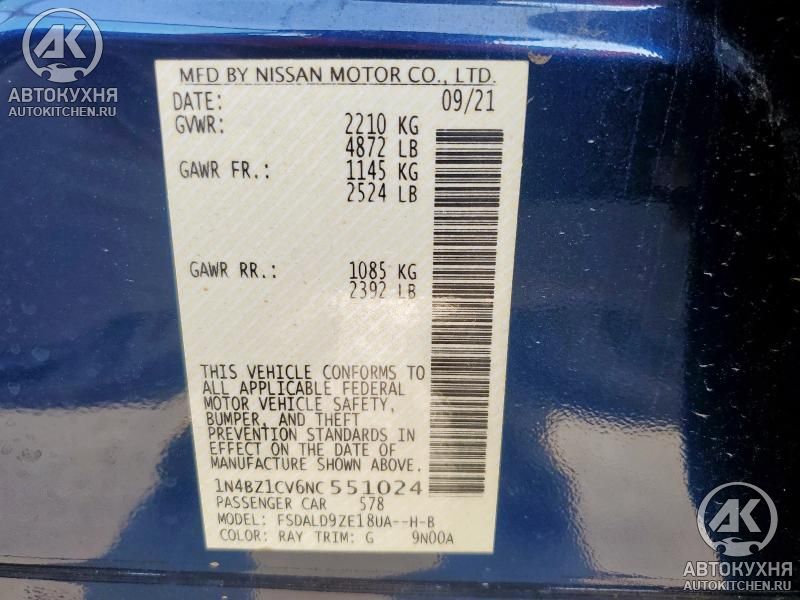 AK
АВТОКУХНЯ
AUTOKITCHEN.RU
MFD BY NISSAN MOTOR CO., LTD.
DATE: 09/21
GVWR: 2210 KG
4872 LB
GAWR FR.: 1145 KG
2524 LB
GAWR RR.: 1085 KG
2392 LB
THIS VEHICLE CONFORMS TO
ALL APPLICABLE FEDERAL
MOTOR VEHICLE SAFETY,
BUMPER, AND THEFT
PREVENTION STANDARDS IN
EFFECT ON THE DATE OF
MANUFACTURE SHOWN ABOVE.
1N4BZ1CV6NC551024
PASSENGER CAR 578
MODEL: FSDALD9ZE18UA--H-B
COLOR: RAY TRIM: G 9N00A
AK
АВТОКУХНЯ
AUTOKITCHEN.RU